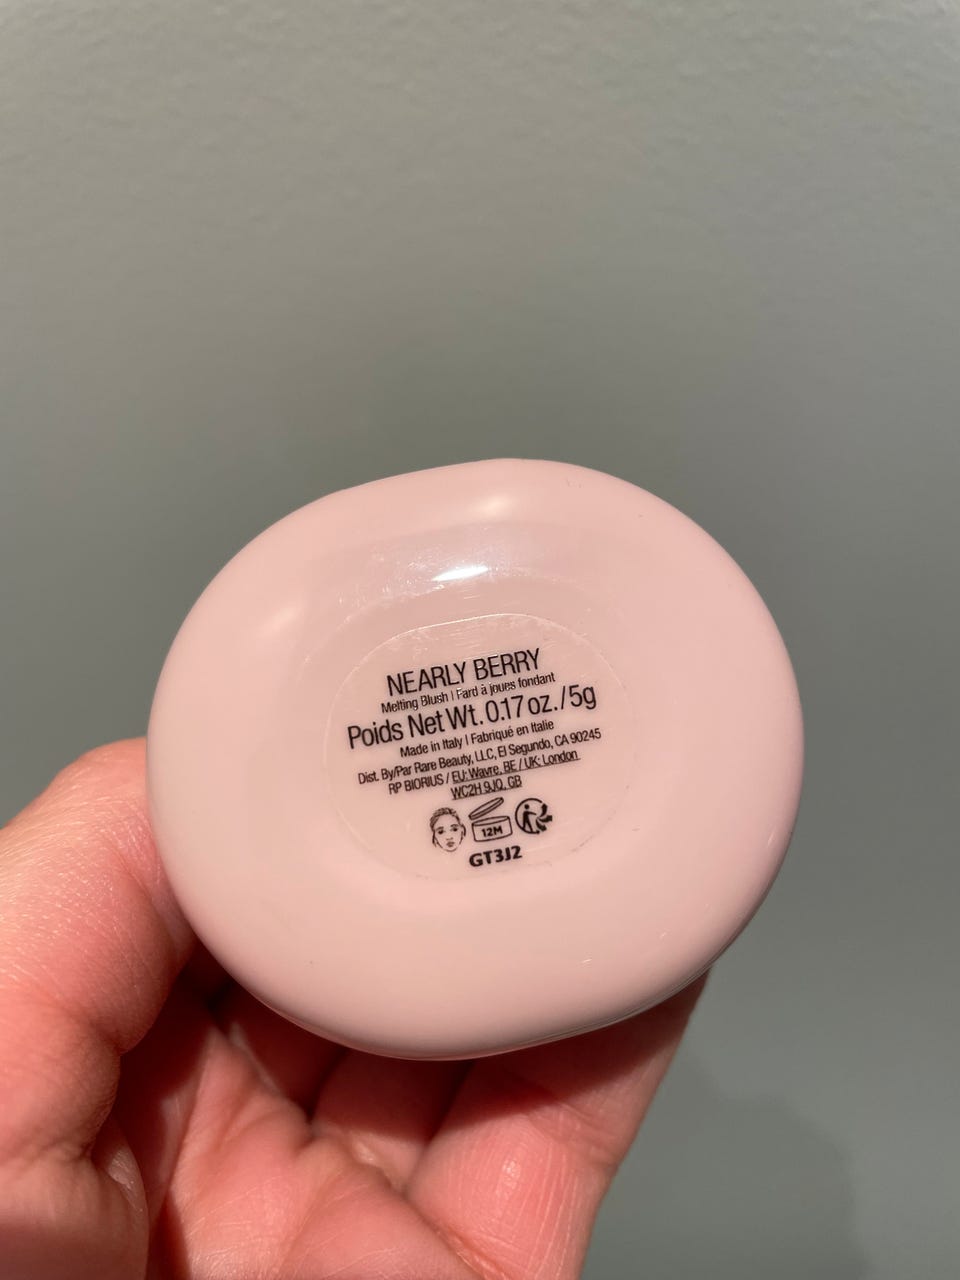 NEARLY BERRY
Melting Blush | Fard à joues fondant
Poids Net Wt. 0.17 oz./5g
Made in Italy | Fabriqué en Italie
Dist. By/Par Rare Beauty, LLC, El Segundo, CA 90245
RP BIORIUS / EU: Wavre, BE / UK: London
WC2H 9JQ, GB
12M
GT3J2